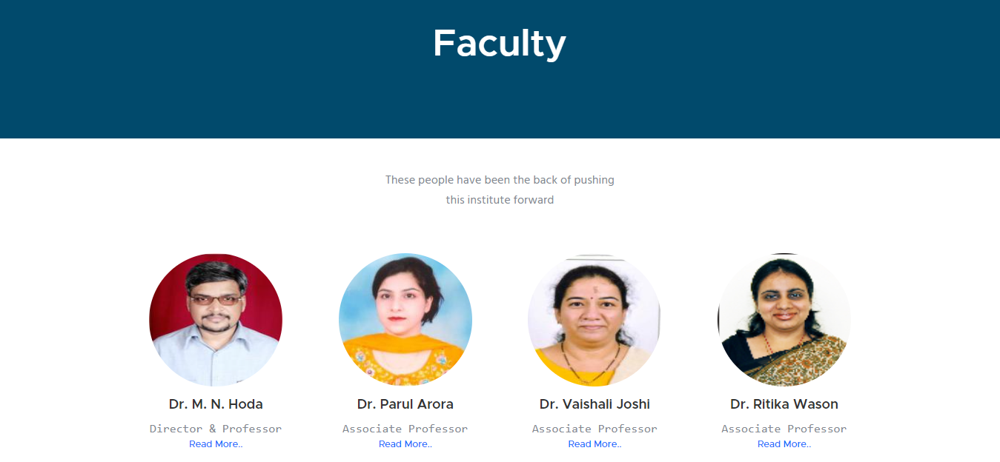 Faculty
These people have been the back of pushing
this institute forward
Dr. M. N. Hoda
Director & Professor
Read More..
Dr. Parul Arora
Associate Professor
Read More..
Dr. Vaishali Joshi
Associate Professor
Read More..
Dr. Ritika Wason
Associate Professor
Read More..